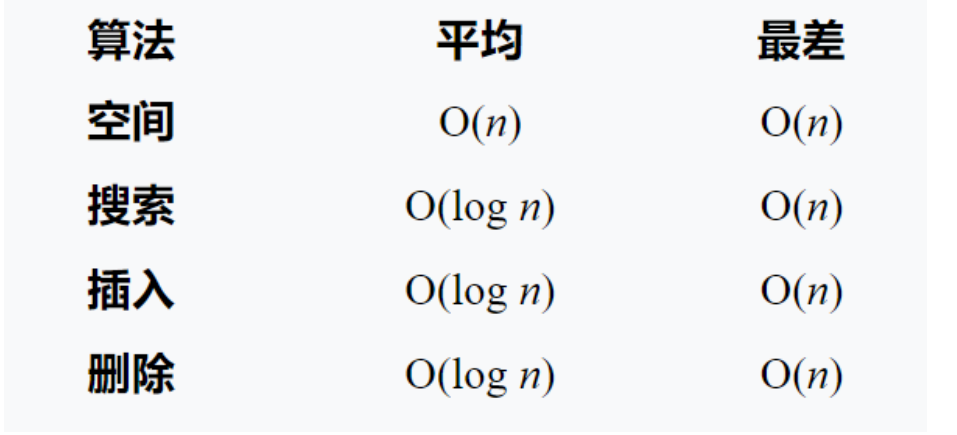 算法 平均 最差
空间 O(n) O(n)
搜索 O(log n) O(n)
插入 O(log n) O(n)
删除 O(log n) O(n)